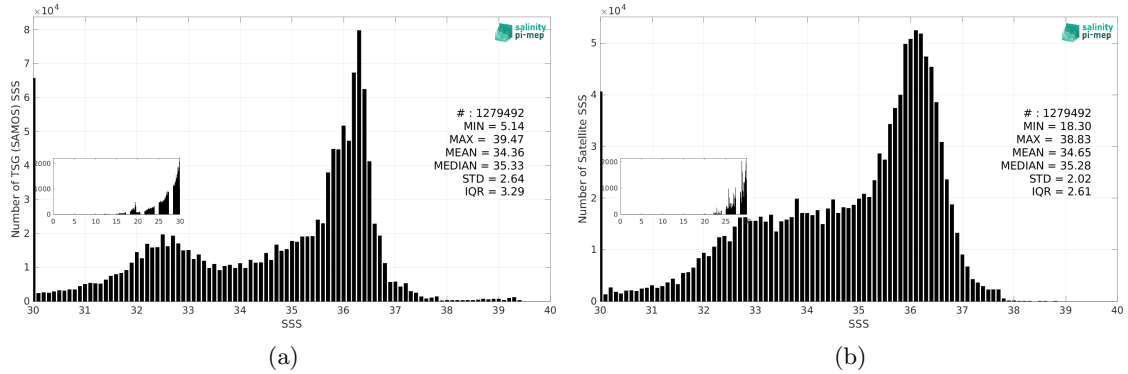 ×10⁴
8
7
6
5
4
3
2
1
0
Number of TSG (SAMOS) SSS
salinity
pi-mep
# : 1279492
MIN = 5.14
MAX = 39.47
MEAN = 34.36
MEDIAN = 35.33
STD = 2.64
IQR = 3.29
2000
1000
0
0 5 10 15 20 25 30
30 31 32 33 34 35 36 37 38 39 40
SSS
(a)
×10⁴
5
4
3
2
1
0
Number of Satellite SSS
salinity
pi-mep
# : 1279492
MIN = 18.30
MAX = 38.83
MEAN = 34.65
MEDIAN = 35.28
STD = 2.02
IQR = 2.61
2000
1000
0
0 5 10 15 20 25 30
30 31 32 33 34 35 36 37 38 39 40
SSS
(b)